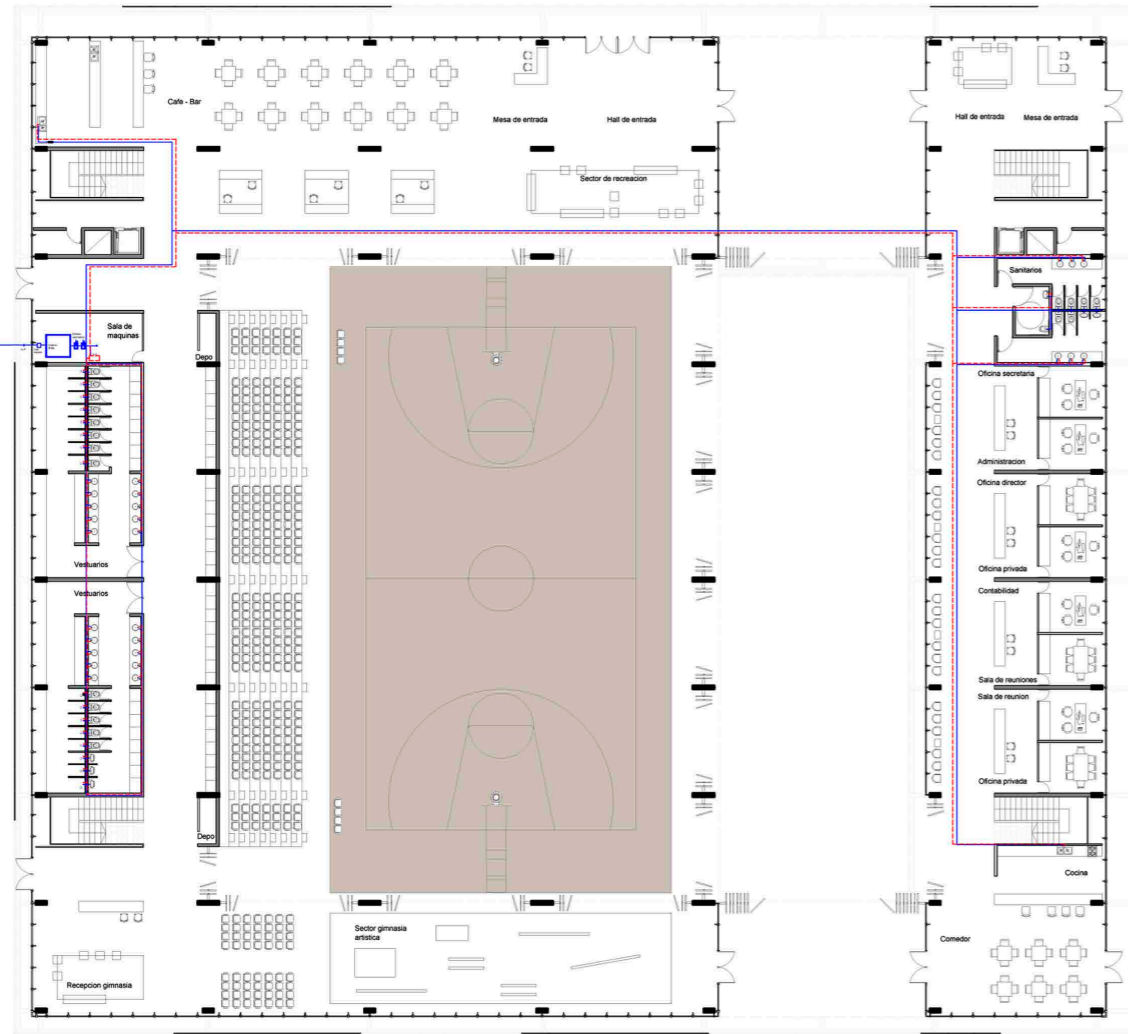 Cafe - Bar
Mesa de entrada
Hall de entrada
Hall de entrada
Mesa de entrada
Sector de recreacion
Sanitarios
Sala de
maquinas
Depo
Oficina secretaria
Administracion
Oficina director
Vestuarios
Oficina privada
Vestuarios
Contabilidad
Sala de reuniones
Sala de reunion
Oficina privada
Depo
Cocina
Sector gimnasia
artistica
Comedor
Recepcion gimnasia